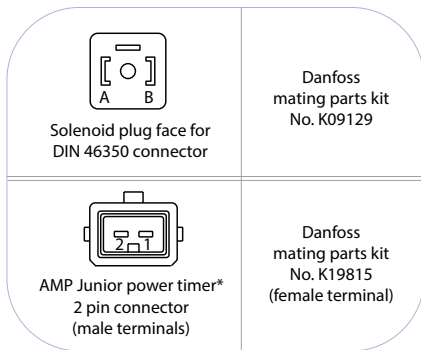 A B
Solenoid plug face for
DIN 46350 connector
Danfoss
mating parts kit
No. K09129
2 1
AMP Junior power timer*
2 pin connector
(male terminals)
Danfoss
mating parts kit
No. K19815
(female terminal)